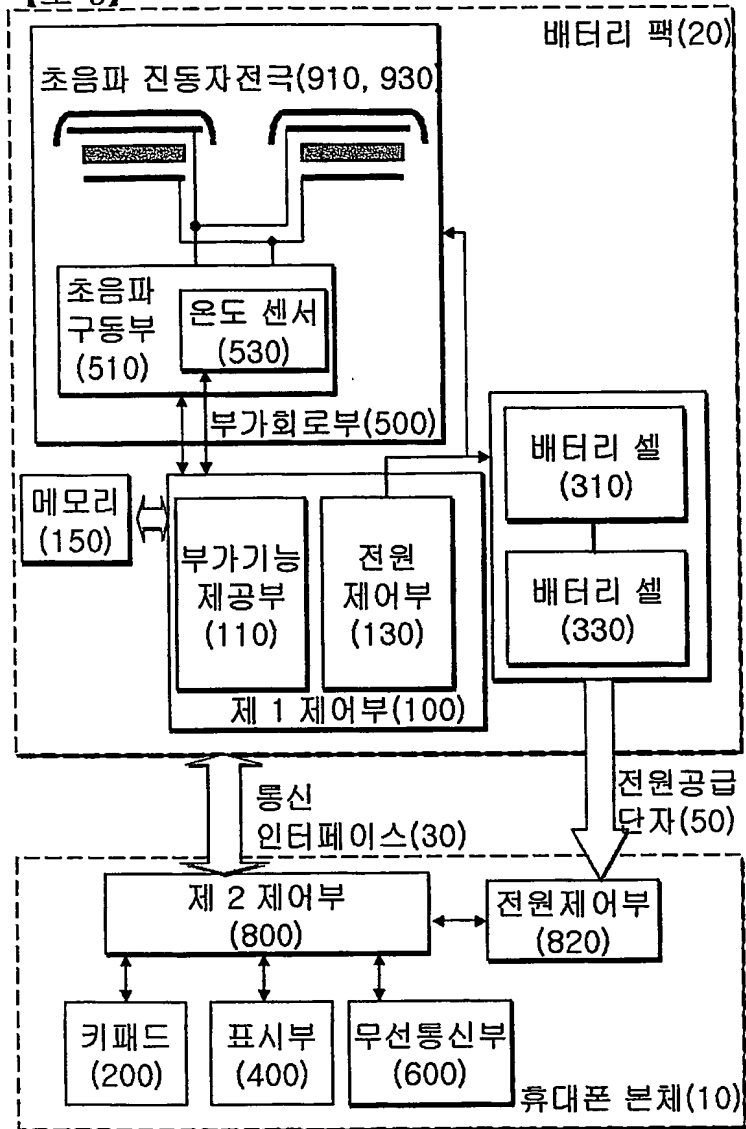 배터리 팩(20)
초음파 진동자전극(910, 930)
초음파
구동부
(510)
온도 센서
(530)
부가회로부(500)
메모리
(150)
부가기능
제공부
(110)
전원
제어부
(130)
제 1 제어부(100)
배터리 셀
(310)
배터리 셀
(330)
통신
인터페이스(30)
전원공급
단자(50)
제 2 제어부
(800)
전원제어부
(820)
키패드
(200)
표시부
(400)
무선통신부
(600)
휴대폰 본체(10)